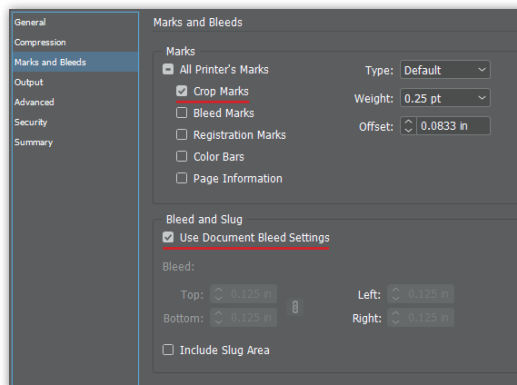 General
Compression
Marks and Bleeds
Output
Advanced
Security
Summary
Marks and Bleeds
Marks
All Printer's Marks
Crop Marks
Bleed Marks
Registration Marks
Color Bars
Page Information
Type: Default
Weight: 0.25 pt
Offset: 0.0833 in
Bleed and Slug
Use Document Bleed Settings
Bleed:
Top: 0.125 in Left: 0.125 in
Bottom: 0.125 in Right: 0.125 in
Include Slug Area